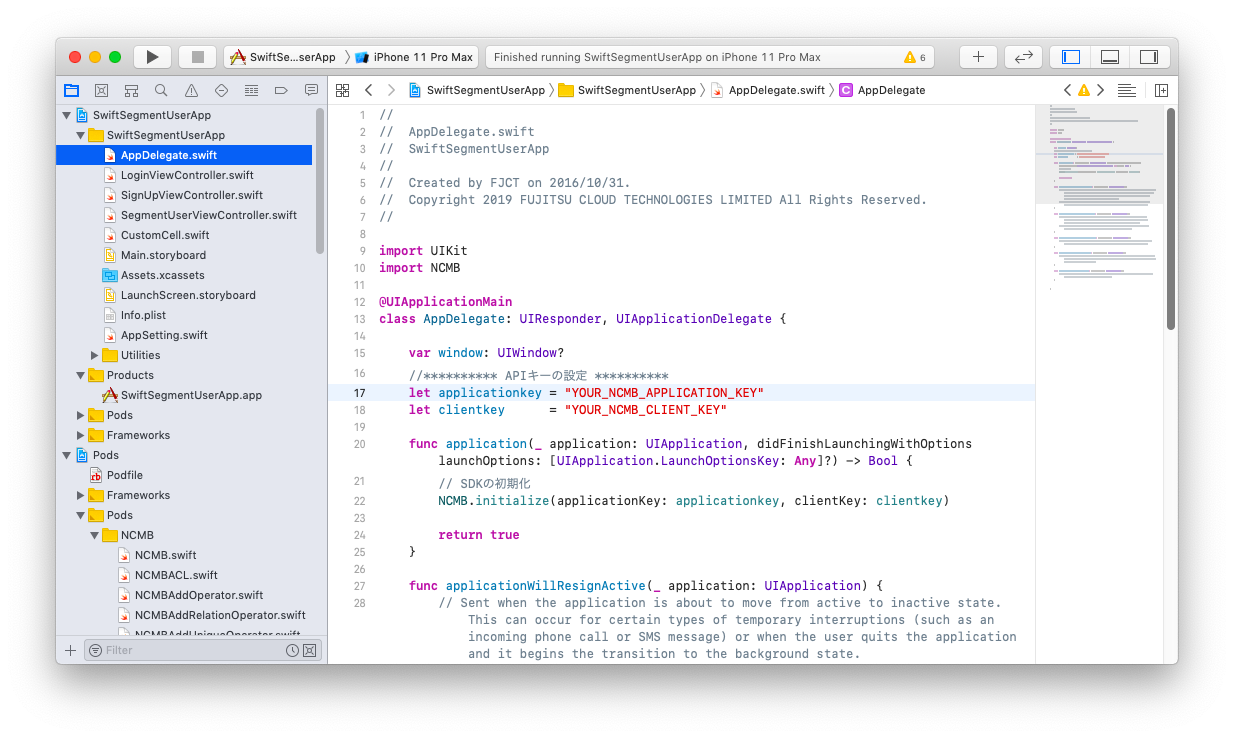 SwiftSe...serApp 〉 iPhone 11 Pro Max
Finished running SwiftSegmentUserApp on iPhone 11 Pro Max
6
SwiftSegmentUserApp 〉 SwiftSegmentUserApp 〉 AppDelegate.swift 〉 C AppDelegate
SwiftSegmentUserApp
SwiftSegmentUserApp
AppDelegate.swift
LoginViewController.swift
SignUpViewController.swift
SegmentUserViewController.swift
CustomCell.swift
Main.storyboard
Assets.xcassets
LaunchScreen.storyboard
Info.plist
AppSetting.swift
Utilities
Products
SwiftSegmentUserApp.app
Pods
Frameworks
Pods
Podfile
Frameworks
Pods
NCMB
NCMB.swift
NCMBACL.swift
NCMBAddOperator.swift
NCMBAddRelationOperator.swift
NCMBAddUniqueOperator.swift
Filter
1 //
2 //  AppDelegate.swift
3 //  SwiftSegmentUserApp
4 //
5 //  Created by FJCT on 2016/10/31.
6 //  Copyright 2019 FUJITSU CLOUD TECHNOLOGIES LIMITED All Rights Reserved.
7 //
8
9 import UIKit
10 import NCMB
11
12 @UIApplicationMain
13 class AppDelegate: UIResponder, UIApplicationDelegate {
14
15     var window: UIWindow?
16     //********** APIキーの設定 **********
17     let applicationkey = "YOUR_NCMB_APPLICATION_KEY"
18     let clientkey      = "YOUR_NCMB_CLIENT_KEY"
19
20     func application(_ application: UIApplication, didFinishLaunchingWithOptions
launchOptions: [UIApplication.LaunchOptionsKey: Any]?) -> Bool {
21         // SDKの初期化
22         NCMB.initialize(applicationKey: applicationkey, clientKey: clientkey)
23
24         return true
25     }
26
27     func applicationWillResignActive(_ application: UIApplication) {
28         // Sent when the application is about to move from active to inactive state.
This can occur for certain types of temporary interruptions (such as an
incoming phone call or SMS message) or when the user quits the application
and it begins the transition to the background state.